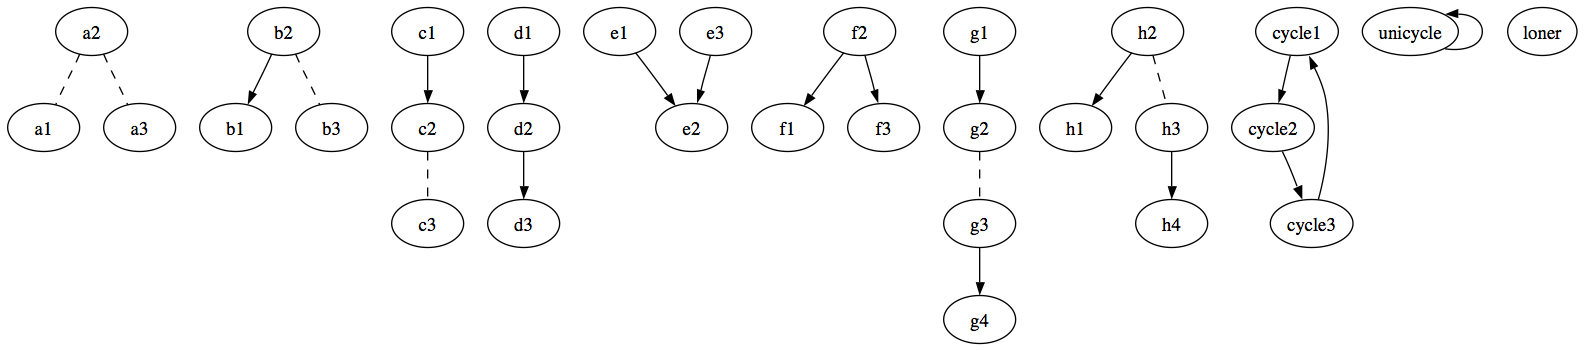 a2
b2
c1
d1
e1
e3
f2
g1
h2
cycle1
unicycle
loner
a1
a3
b1
b3
c2
d2
e2
f1
f3
g2
h1
h3
cycle2
c3
d3
g3
h4
cycle3
g4